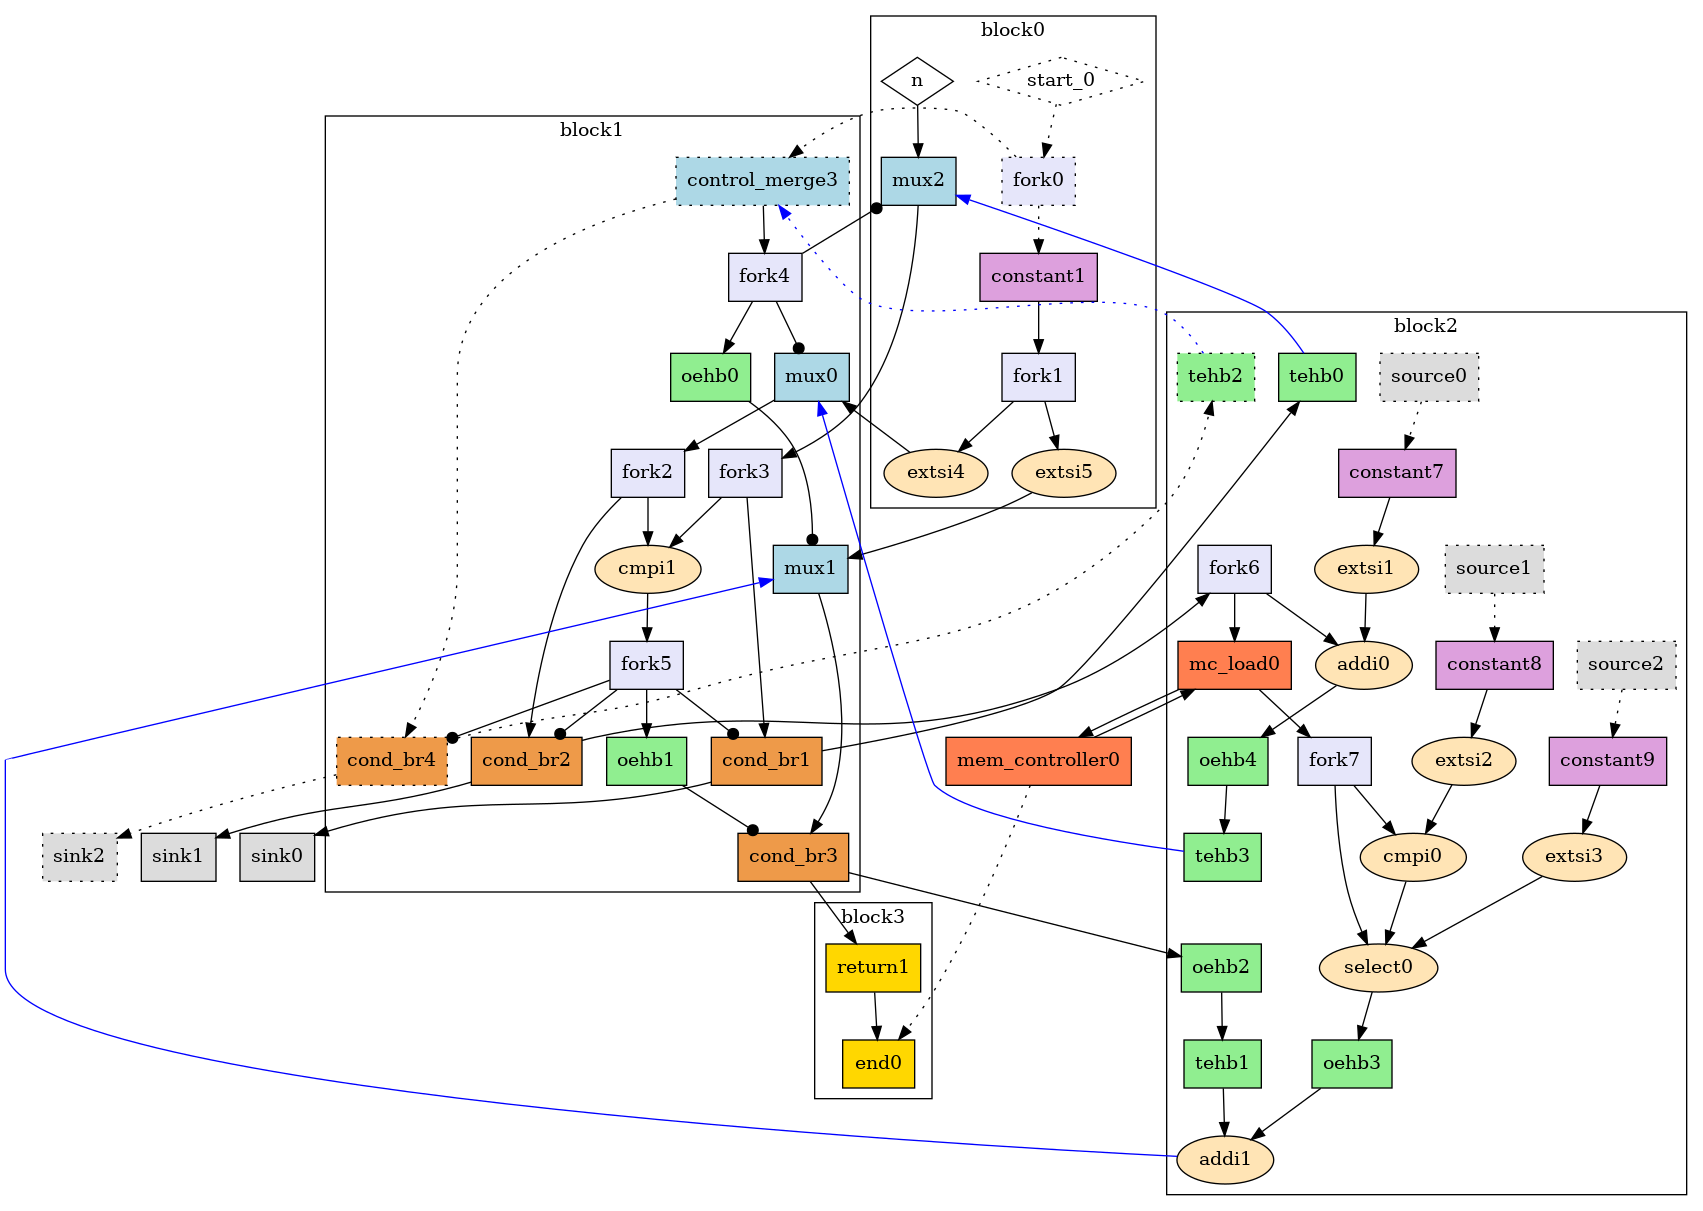 block0
n
start_0
block1
control_merge3
mux2
fork0
fork4
constant1
block2
oehb0
mux0
fork1
tehb2
tehb0
source0
fork2
fork3
extsi4
extsi5
constant7
cmpi1
mux1
fork6
extsi1
source1
fork5
mc_load0
addi0
constant8
source2
cond_br4
cond_br2
oehb1
cond_br1
mem_controller0
oehb4
fork7
extsi2
constant9
sink2
sink1
sink0
cond_br3
tehb3
cmpi0
extsi3
block3
return1
oehb2
select0
end0
tehb1
oehb3
addi1